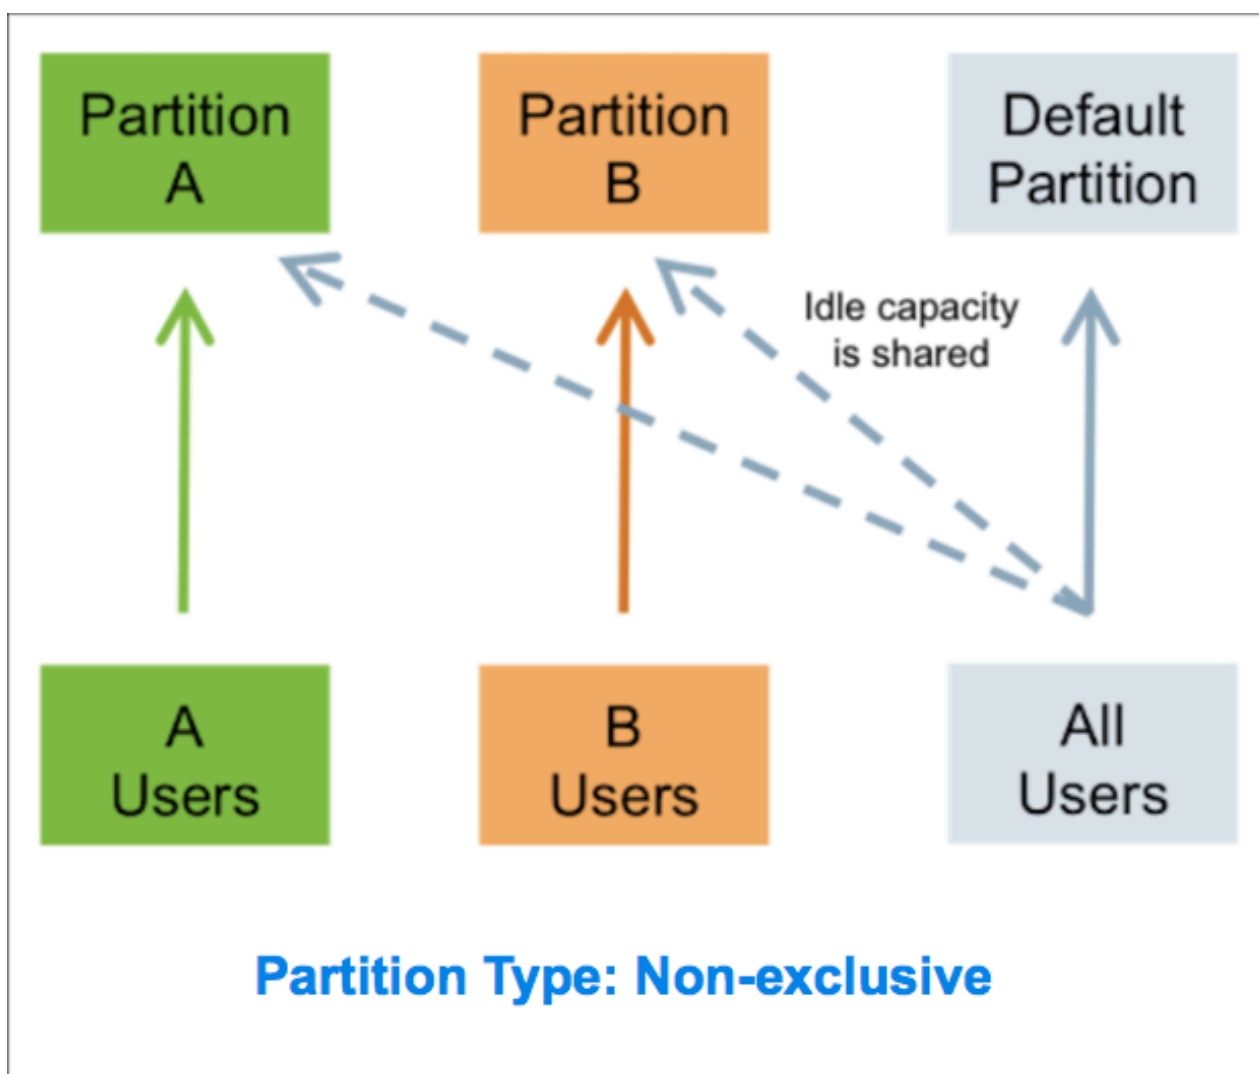 Partition
A
Partition
B
Default
Partition
Idle capacity
is shared
A
Users
B
Users
All
Users
Partition Type: Non-exclusive